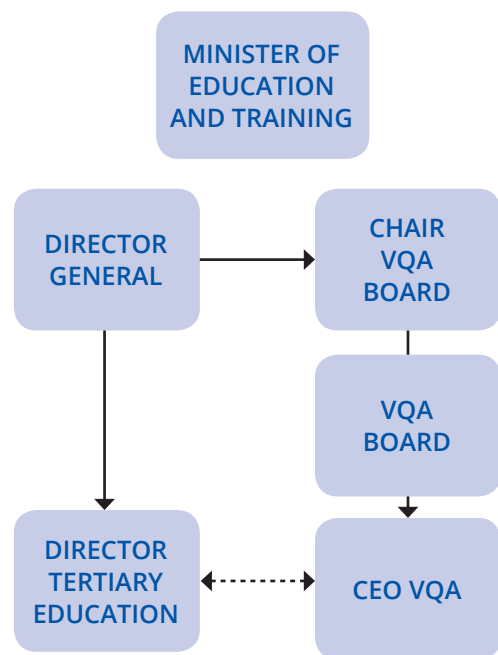 MINISTER OF
EDUCATION
AND TRAINING
DIRECTOR
GENERAL
CHAIR
VQA
BOARD
VQA
BOARD
DIRECTOR
TERTIARY
EDUCATION
CEO VQA